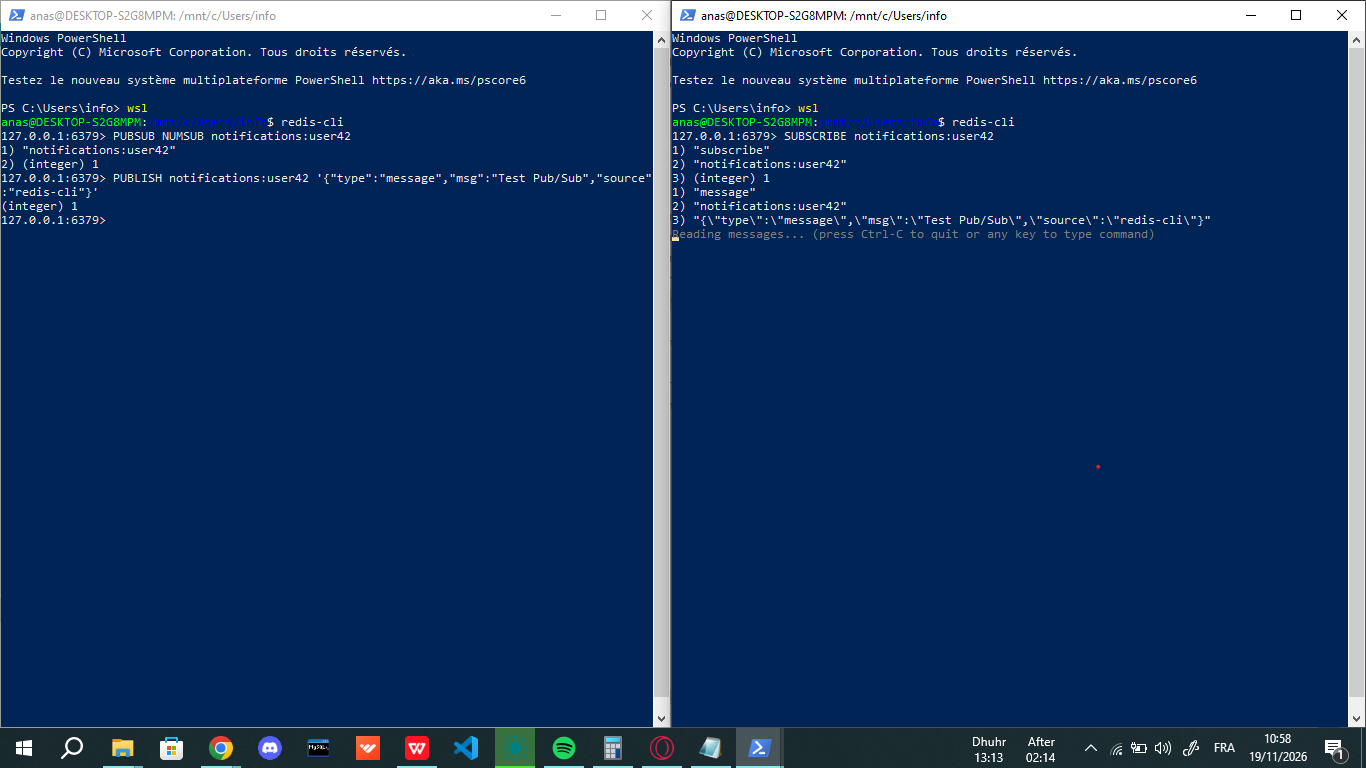 anas@DESKTOP-S2G8MPM: /mnt/c/Users/info
Windows PowerShell
Copyright (C) Microsoft Corporation. Tous droits réservés.
Testez le nouveau système multiplateforme PowerShell https://aka.ms/pscore6
PS C:\Users\info> wsl
anas@DESKTOP-S2G8MPM:/mnt/c/Users/info$ redis-cli
127.0.0.1:6379> PUBSUB NUMSUB notifications:user42
1) "notifications:user42"
2) (integer) 1
127.0.0.1:6379> PUBLISH notifications:user42 '{"type":"message","msg":"Test Pub/Sub","source"
:"redis-cli"}'
(integer) 1
127.0.0.1:6379>
anas@DESKTOP-S2G8MPM: /mnt/c/Users/info
Windows PowerShell
Copyright (C) Microsoft Corporation. Tous droits réservés.
Testez le nouveau système multiplateforme PowerShell https://aka.ms/pscore6
PS C:\Users\info> wsl
anas@DESKTOP-S2G8MPM:/mnt/c/Users/info$ redis-cli
127.0.0.1:6379> SUBSCRIBE notifications:user42
1) "subscribe"
2) "notifications:user42"
3) (integer) 1
1) "message"
2) "notifications:user42"
3) "{\"type\":\"message\",\"msg\":\"Test Pub/Sub\",\"source\":\"redis-cli\"}"
Reading messages... (press Ctrl-C to quit or any key to type command)
MySQL
Dhuhr
13:13
After
02:14
FRA
10:58
19/11/2026
1